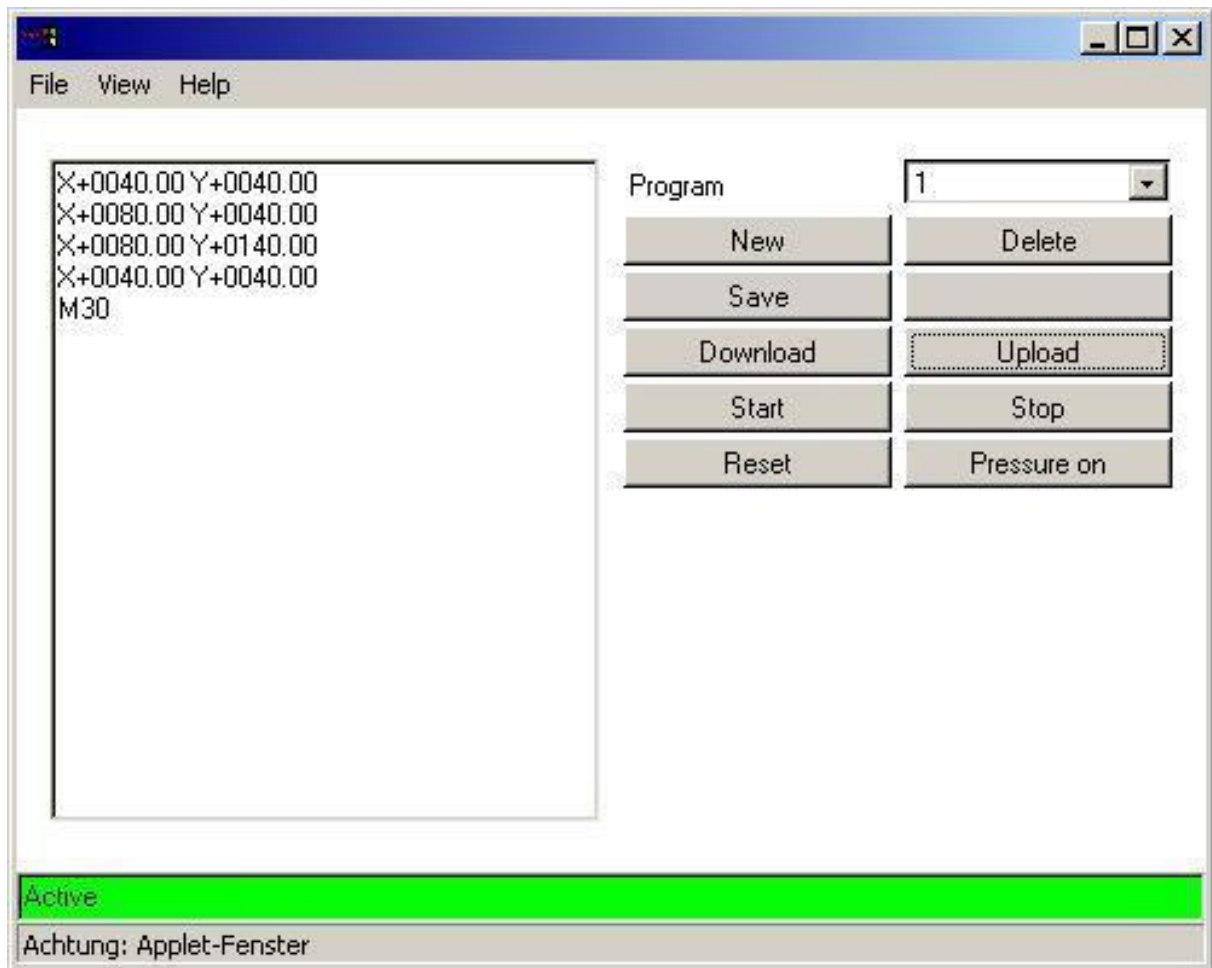 File View Help
X+0040.00 Y+0040.00
X+0080.00 Y+0040.00
X+0080.00 Y+0140.00
X+0040.00 Y+0040.00
M30
Program 1
New Delete
Save
Download Upload
Start Stop
Reset Pressure on
Active
Achtung: Applet-Fenster